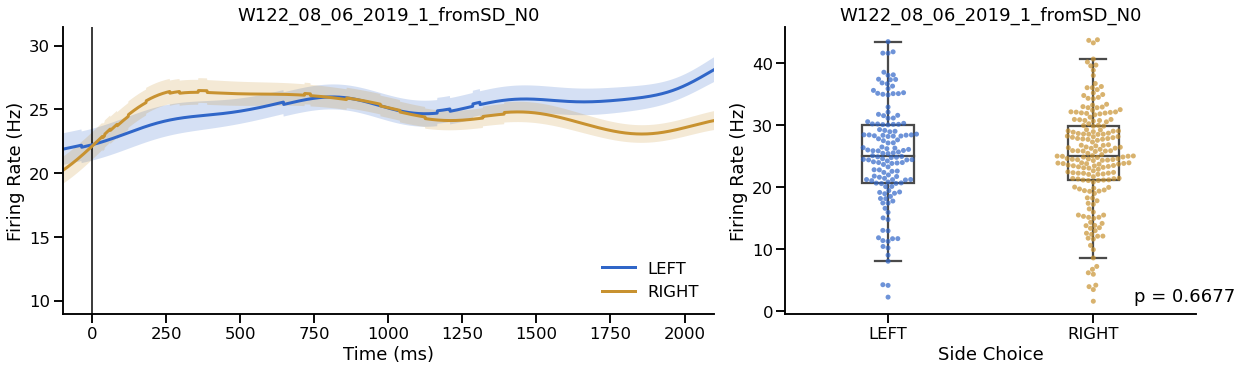 W122_08_06_2019_1_fromSD_N0
Firing Rate (Hz)
30
25
20
15
10
LEFT
RIGHT
0 250 500 750 1000 1250 1500 1750 2000
Time (ms)
W122_08_06_2019_1_fromSD_N0
Firing Rate (Hz)
40
30
20
10
0
p = 0.6677
LEFT RIGHT
Side Choice